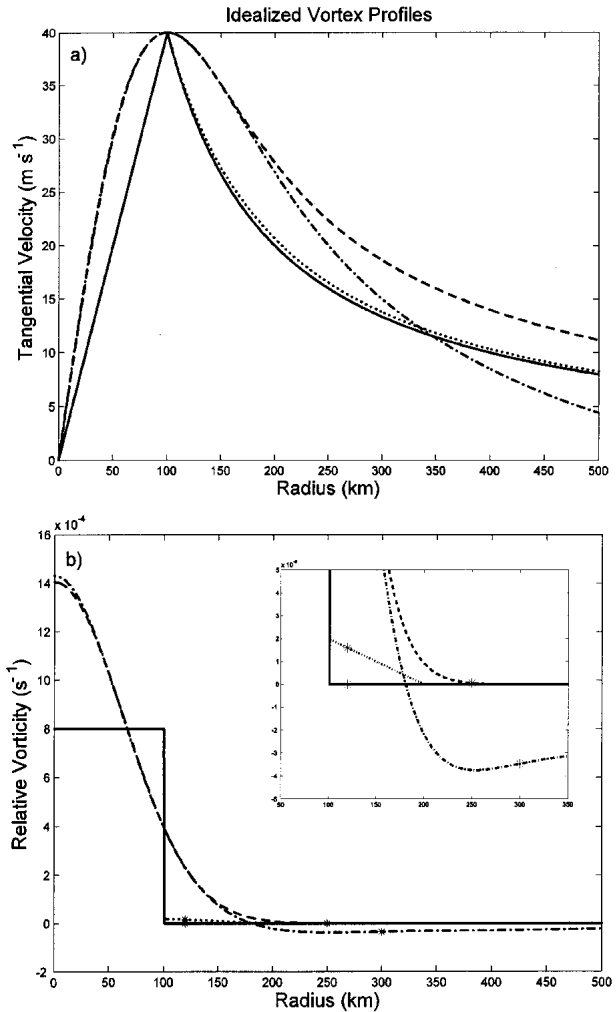 Idealized Vortex Profiles
a)
40
35
30
25
20
15
10
5
0
Tangential Velocity (m s⁻¹)
0 50 100 150 200 250 300 350 400 450 500
Radius (km)
x 10⁻⁴
b)
16
14
12
10
8
6
4
2
0
-2
Relative Vorticity (s⁻¹)
0 50 100 150 200 250 300 350 400 450 500
Radius (km)
5
4
3
2
1
0
-1
-2
-3
-4
-5
50 100 150 200 250 300 350